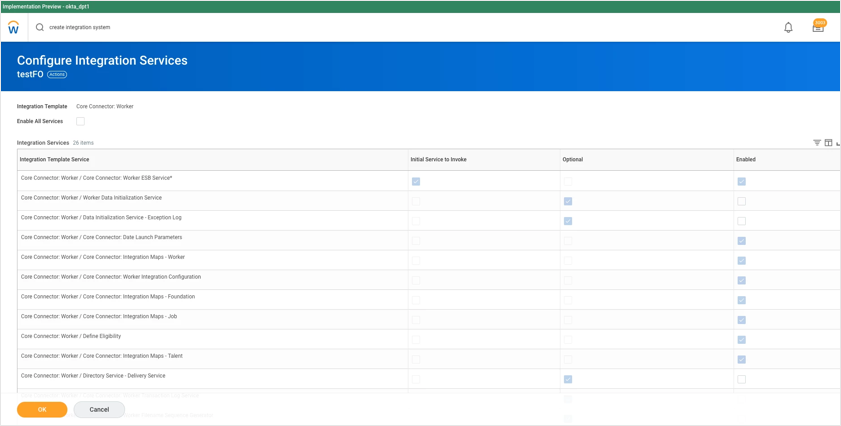 Implementation Preview - okta_dpt1
create integration system
Configure Integration Services
testFO Actions
Integration Template Core Connector: Worker
Enable All Services
Integration Services 26 items
Integration Template Service Initial Service to Invoke Optional Enabled
Core Connector: Worker / Core Connector: Worker ESB Service*
Core Connector: Worker / Worker Data Initialization Service
Core Connector: Worker / Data Initialization Service - Exception Log
Core Connector: Worker / Core Connector: Date Launch Parameters
Core Connector: Worker / Core Connector: Integration Maps - Worker
Core Connector: Worker / Core Connector: Worker Integration Configuration
Core Connector: Worker / Core Connector: Integration Maps - Foundation
Core Connector: Worker / Core Connector: Integration Maps - Job
Core Connector: Worker / Define Eligibility
Core Connector: Worker / Core Connector: Integration Maps - Talent
Core Connector: Worker / Directory Service - Delivery Service
OK Cancel